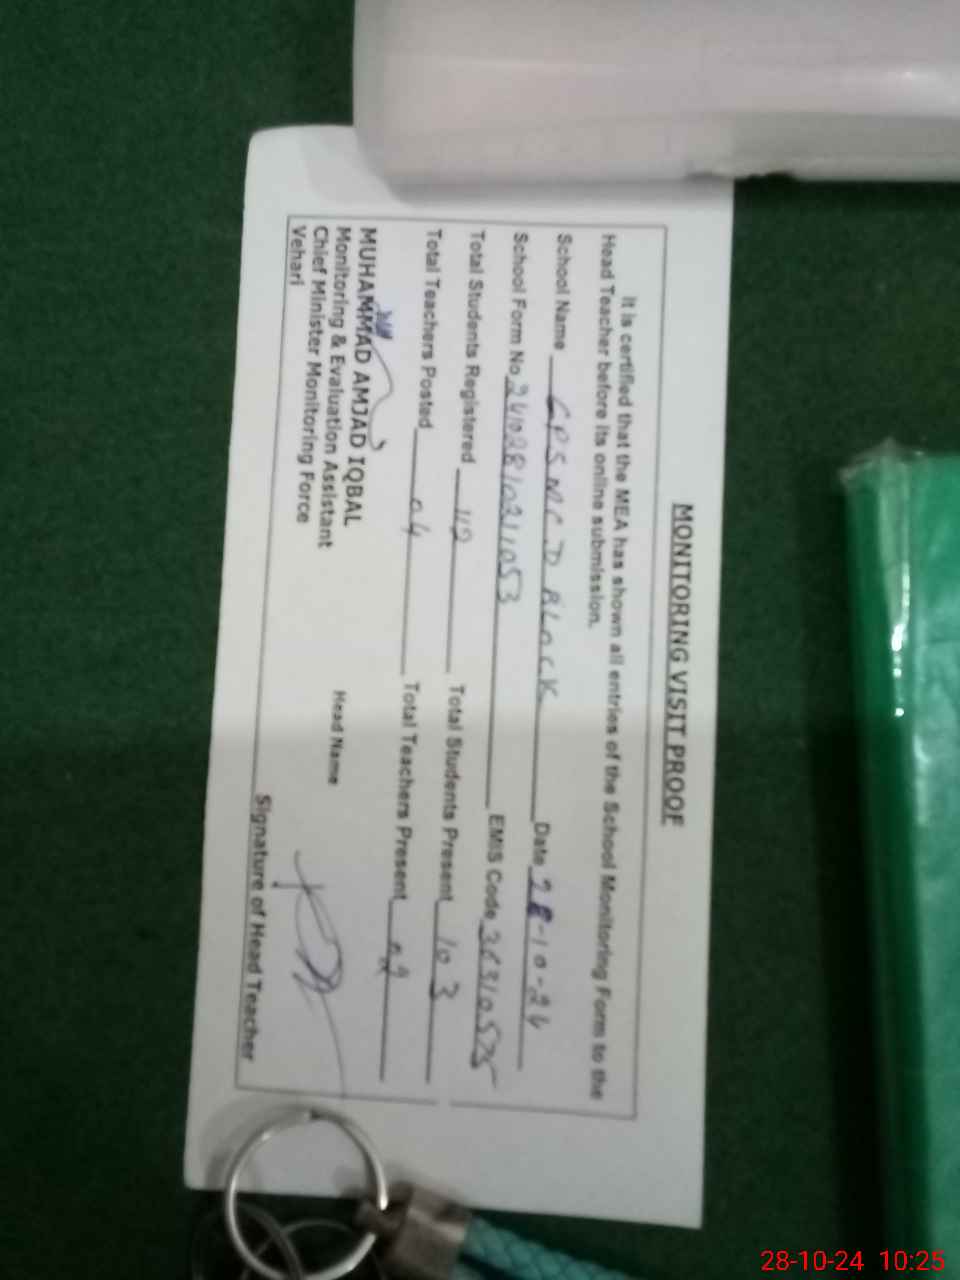 MONITORING VISIT PROOF
It is certified that the MEA has shown all entries of the School Monitoring Form to the
Head Teacher before its online submission.
School Name GPS MC D BLOCK Date 28-10-24
School Form No 241028101211053 EMIS Code 36310575
Total Students Registered 112 Total Students Present 103
Total Teachers Posted 04 Total Teachers Present
MUHAMMAD AMJAD IQBAL
Monitoring & Evaluation Assistant
Chief Minister Monitoring Force
Vehari
Head Name
Signature of Head Teacher
28-10-24 10:25